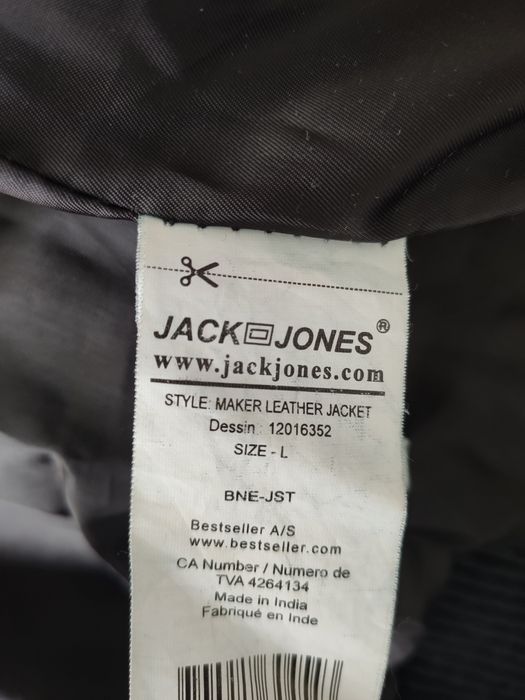 JACK JONES®
www.jackjones.com
STYLE: MAKER LEATHER JACKET
Dessin : 12016352
SIZE - L
BNE-JST
Bestseller A/S
www.bestseller.com
CA Number / Numero de
TVA 4264134
Made in India
Fabriqué en Inde